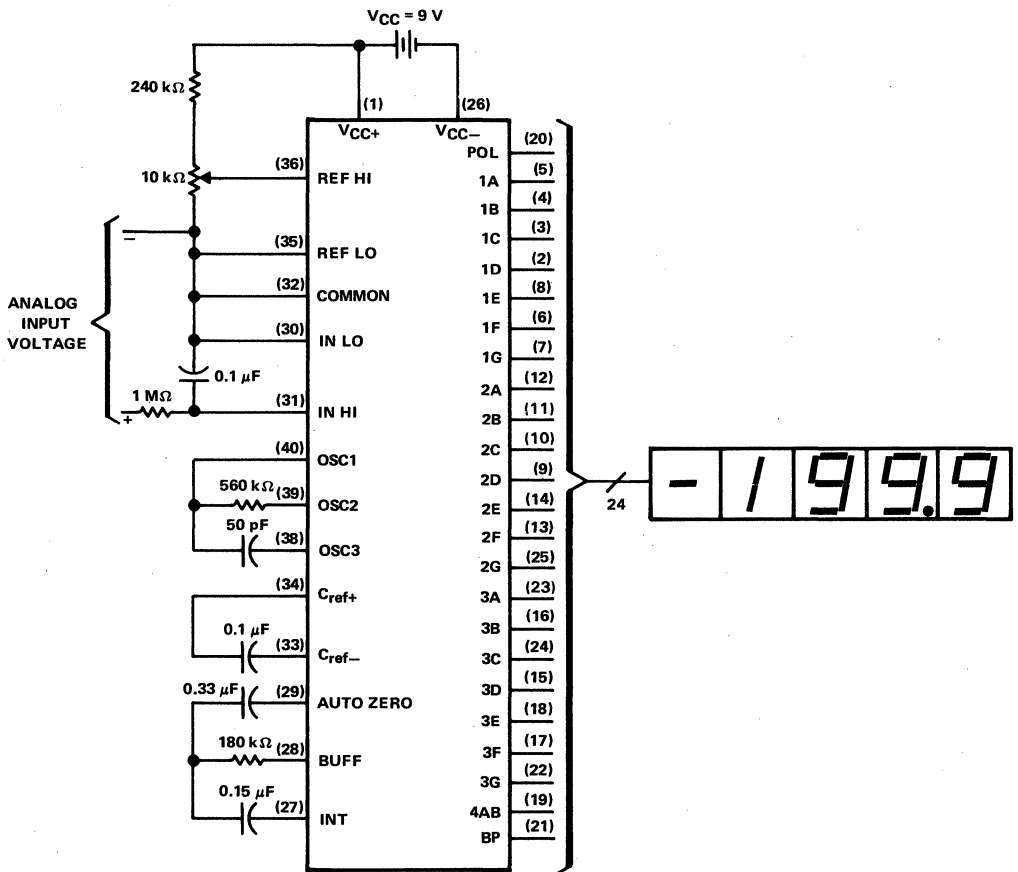 VCC = 9 V
240 kΩ
(1)
(26)
VCC+
VCC−
10 kΩ
(36)
REF HI
−
(35)
REF LO
(32)
COMMON
ANALOG
INPUT
VOLTAGE
(30)
IN LO
0.1 μF
1 MΩ
+
(31)
IN HI
(40)
OSC1
560 kΩ
(39)
OSC2
50 pF
(38)
OSC3
(34)
Cref+
0.1 μF
(33)
Cref−
0.33 μF
(29)
AUTO ZERO
180 kΩ
(28)
BUFF
0.15 μF
(27)
INT
POL (20)
1A (5)
1B (4)
1C (3)
1D (2)
1E (8)
1F (6)
1G (7)
2A (12)
2B (11)
2C (10)
2D (9)
2E (14)
2F (13)
2G (25)
3A (23)
3B (16)
3C (24)
3D (15)
3E (18)
3F (17)
3G (22)
4AB (19)
BP (21)
24
-199.9